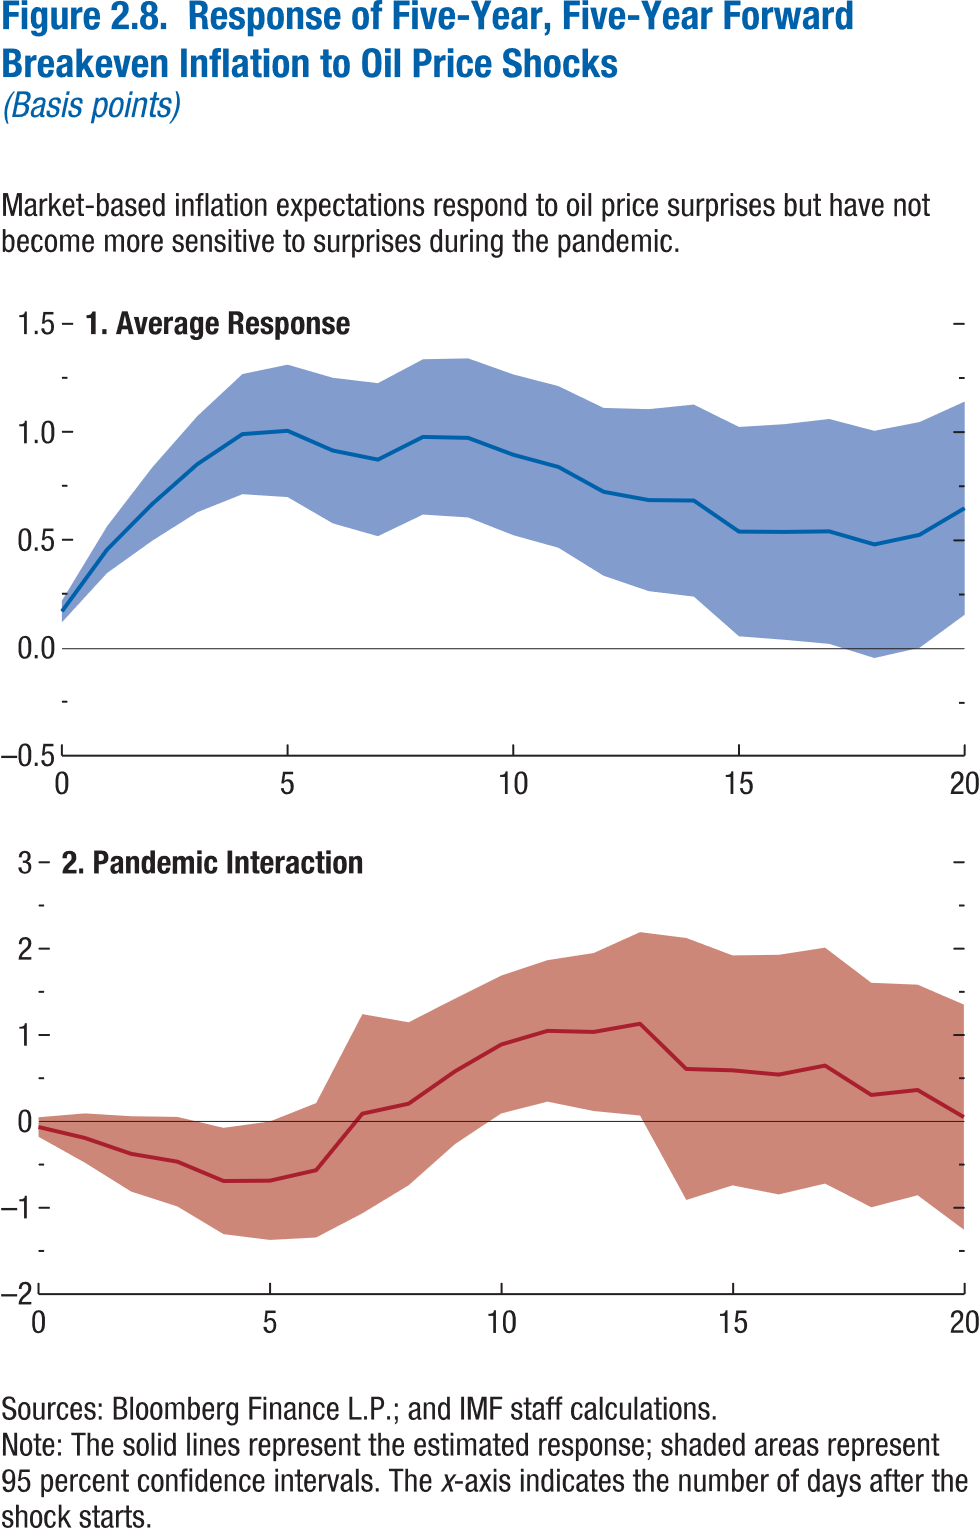 Figure 2.8.  Response of Five-Year, Five-Year Forward
Breakeven Inflation to Oil Price Shocks
(Basis points)
Market-based inflation expectations respond to oil price surprises but have not
become more sensitive to surprises during the pandemic.
1. Average Response
1.5
1.0
0.5
0.0
–0.5
0 5 10 15 20
2. Pandemic Interaction
3
2
1
0
–1
–2
0 5 10 15 20
Sources: Bloomberg Finance L.P.; and IMF staff calculations.
Note: The solid lines represent the estimated response; shaded areas represent
95 percent confidence intervals. The x-axis indicates the number of days after the
shock starts.